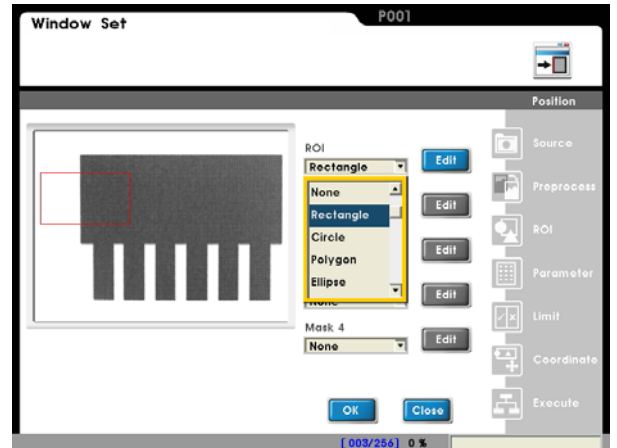 Window Set
P001
Position
ROI
Rectangle
Edit
None
Rectangle
Circle
Polygon
Ellipse
Edit
Edit
Edit
Mask 4
None
Edit
OK
Close
Source
Preprocess
ROI
Parameter
Limit
Coordinate
Execute
[003/256] 0 %